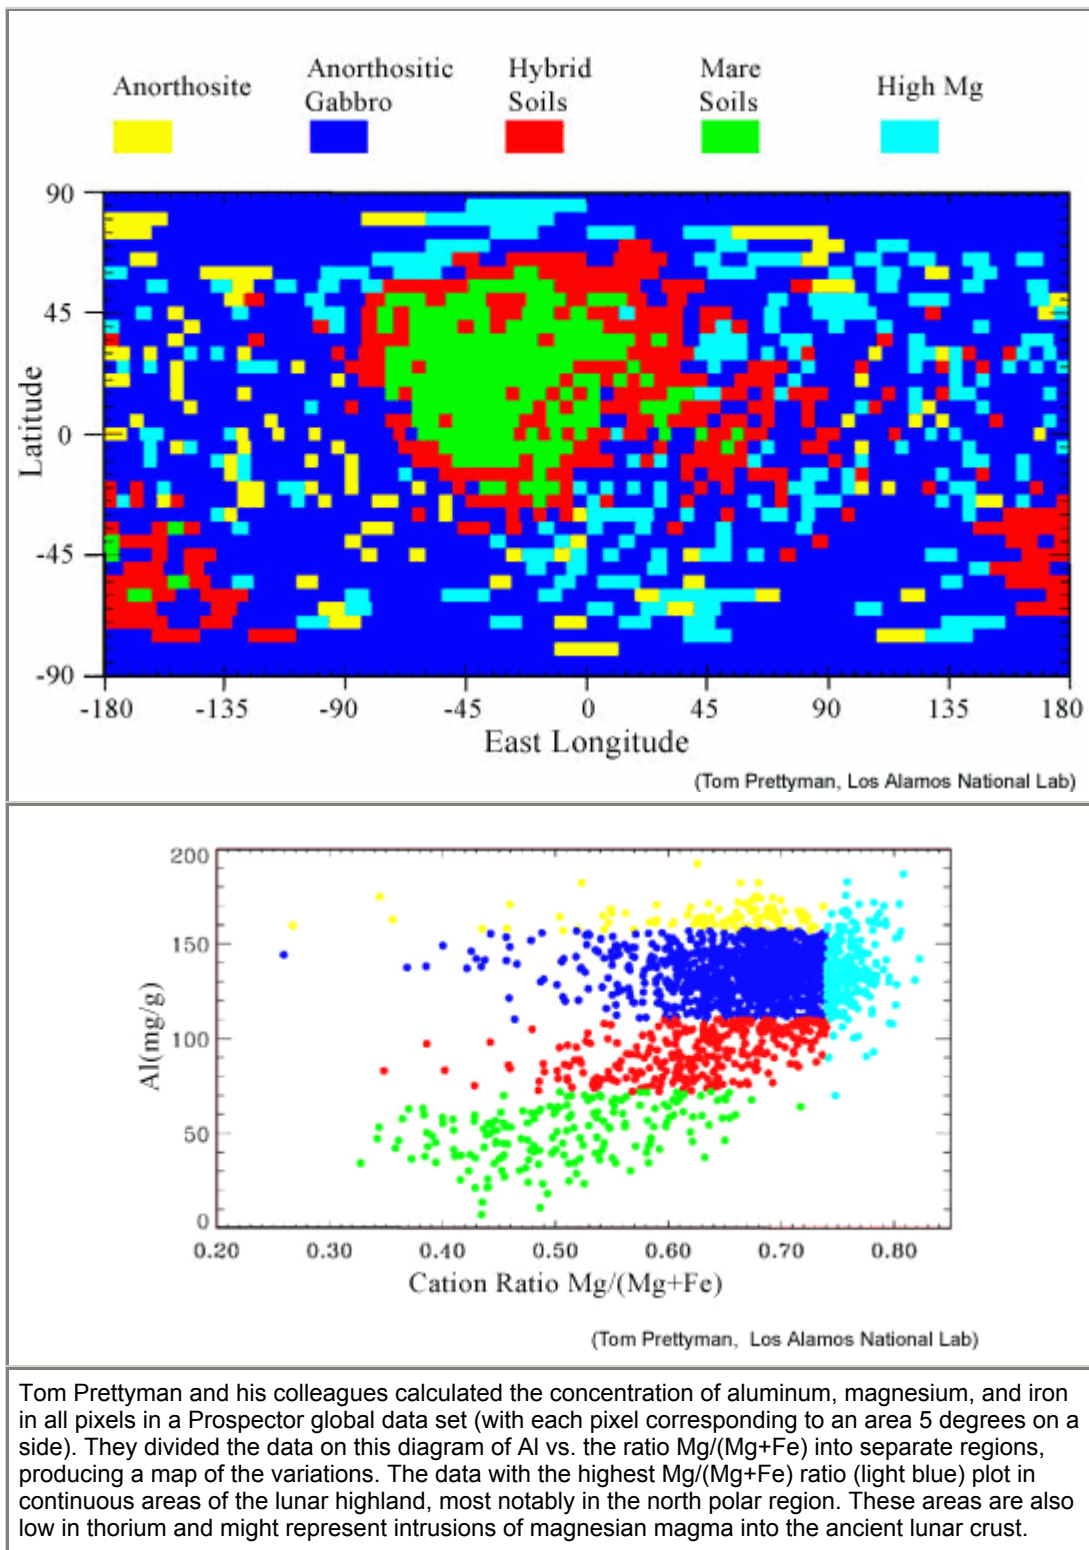 Anorthosite
Anorthositic
Gabbro
Hybrid
Soils
Mare
Soils
High Mg
90
45
0
-45
-90
Latitude
-180 -135 -90 -45 0 45 90 135 180
East Longitude
(Tom Prettyman, Los Alamos National Lab)
200
150
100
50
0
Al(mg/g)
0.20 0.30 0.40 0.50 0.60 0.70 0.80
Cation Ratio Mg/(Mg+Fe)
(Tom Prettyman, Los Alamos National Lab)
Tom Prettyman and his colleagues calculated the concentration of aluminum, magnesium, and iron
in all pixels in a Prospector global data set (with each pixel corresponding to an area 5 degrees on a
side). They divided the data on this diagram of Al vs. the ratio Mg/(Mg+Fe) into separate regions,
producing a map of the variations. The data with the highest Mg/(Mg+Fe) ratio (light blue) plot in
continuous areas of the lunar highland, most notably in the north polar region. These areas are also
low in thorium and might represent intrusions of magnesian magma into the ancient lunar crust.